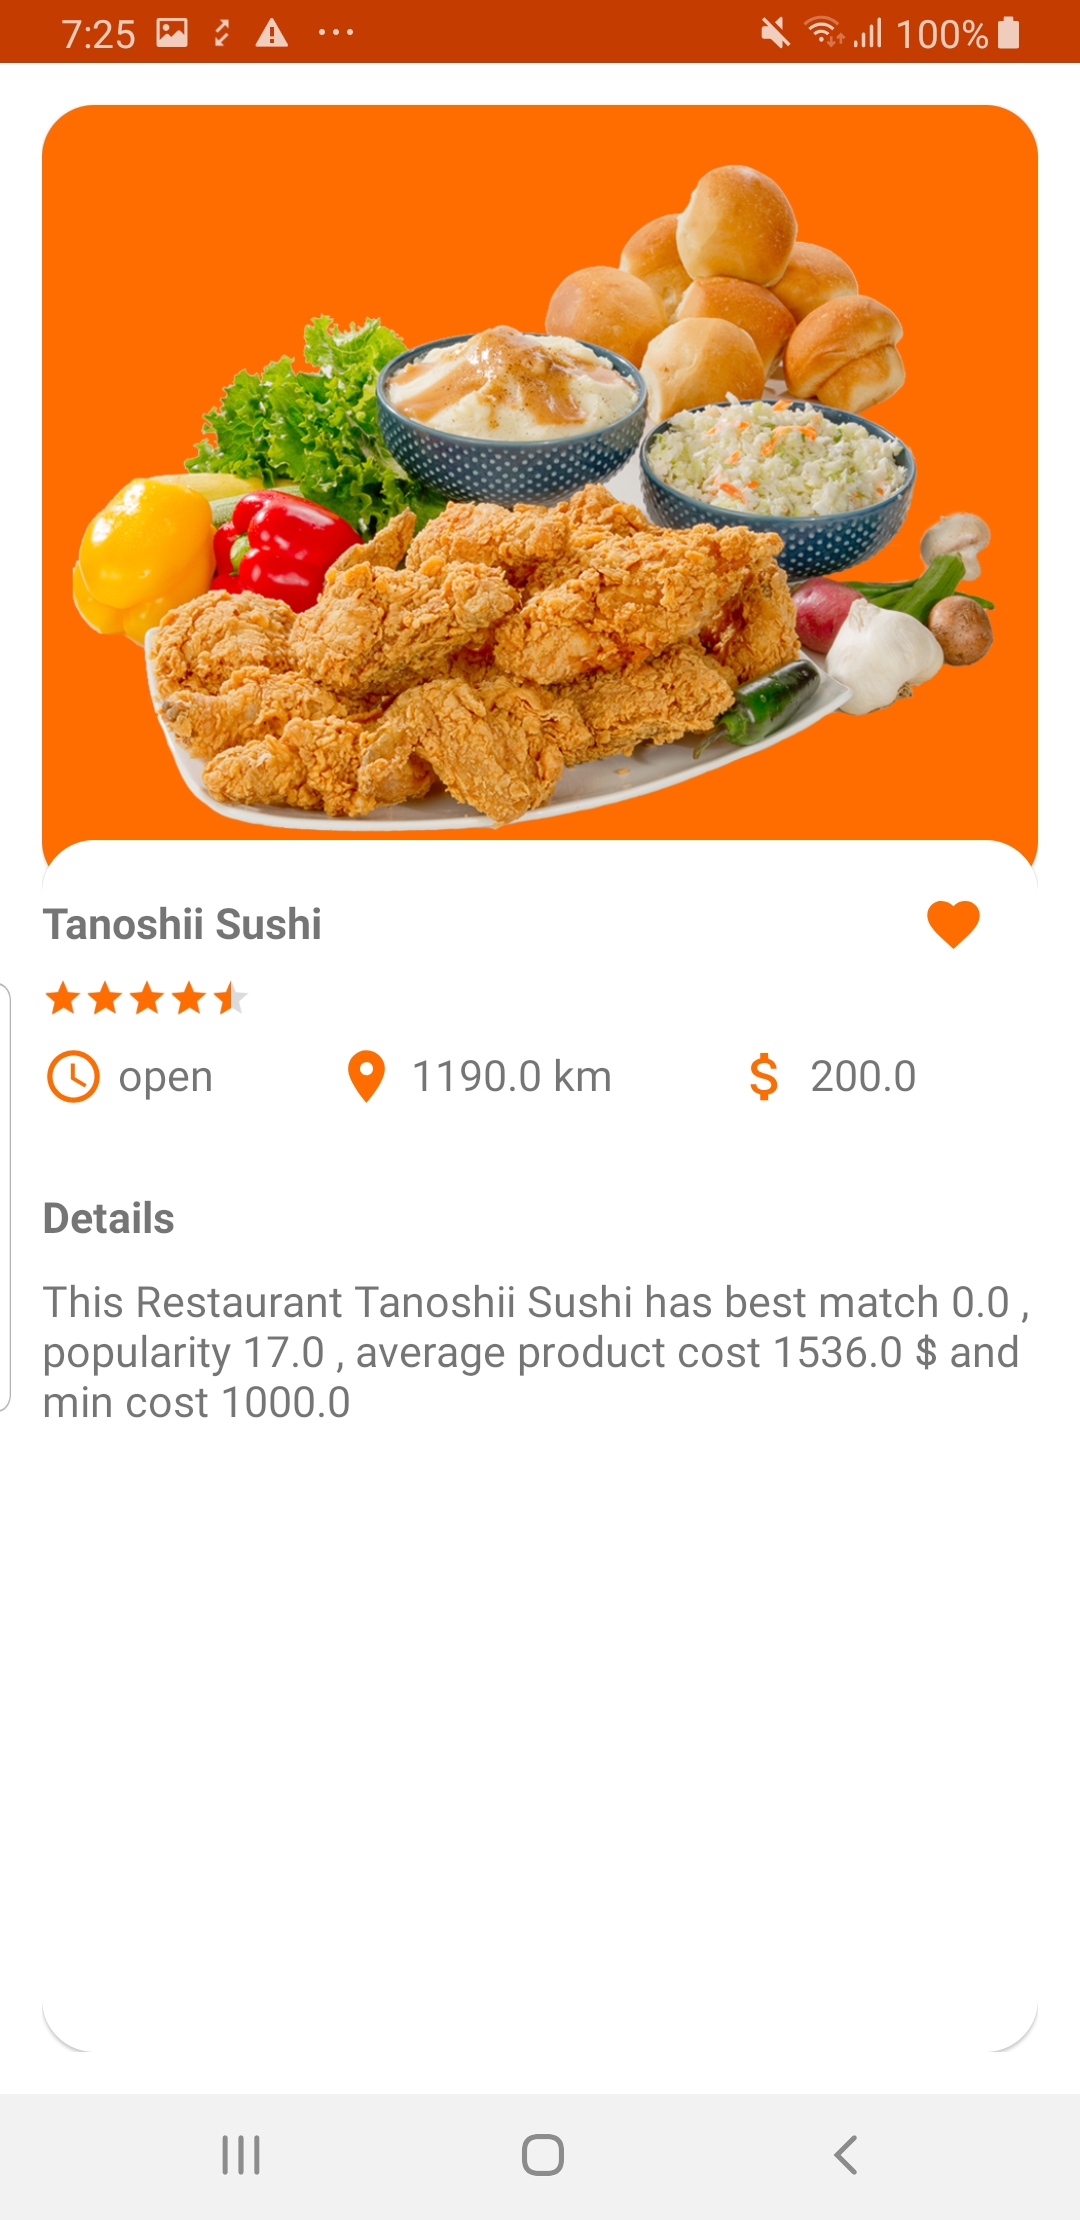 7:25 100%
Tanoshii Sushi
open 1190.0 km $ 200.0
Details
This Restaurant Tanoshii Sushi has best match 0.0 ,
popularity 17.0 , average product cost 1536.0 $ and
min cost 1000.0